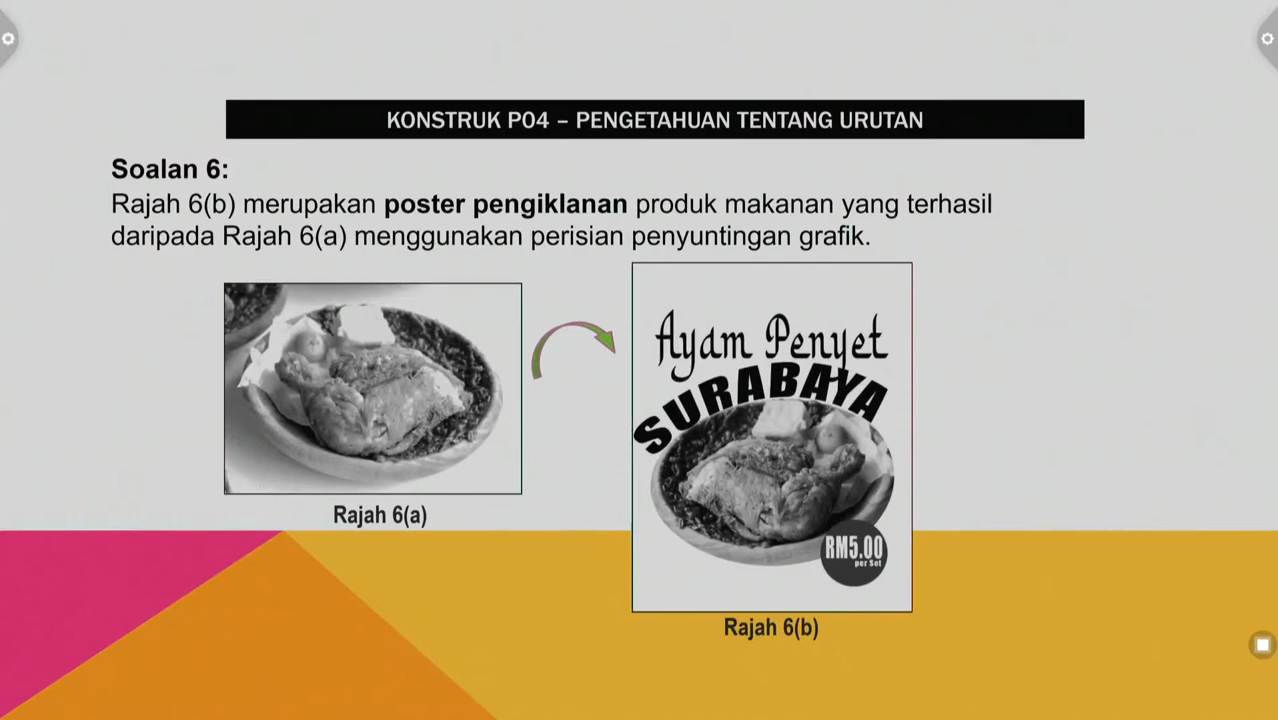 KONSTRUK P04 – PENGETAHUAN TENTANG URUTAN
Soalan 6:
Rajah 6(b) merupakan poster pengiklanan produk makanan yang terhasil
daripada Rajah 6(a) menggunakan perisian penyuntingan grafik.
Ayam Penyet
SURABAYA
RM5.00
per Set
Rajah 6(a)
Rajah 6(b)